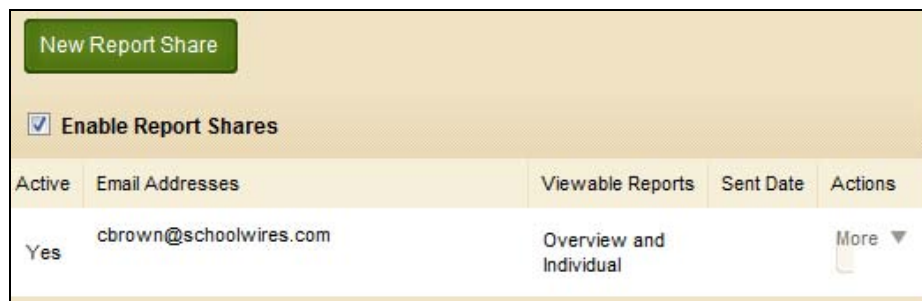 New Report Share
Enable Report Shares
Active Email Addresses Viewable Reports Sent Date Actions
Yes cbrown@schoolwires.com Overview and Individual More ▼